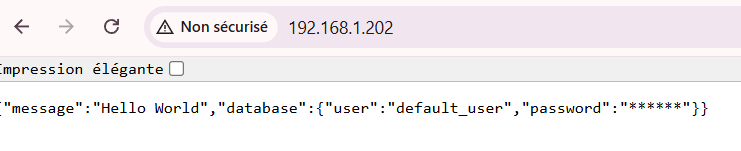 Non sécurisé 192.168.1.202
Impression élégante
{"message":"Hello World","database":{"user":"default_user","password":"******"}}